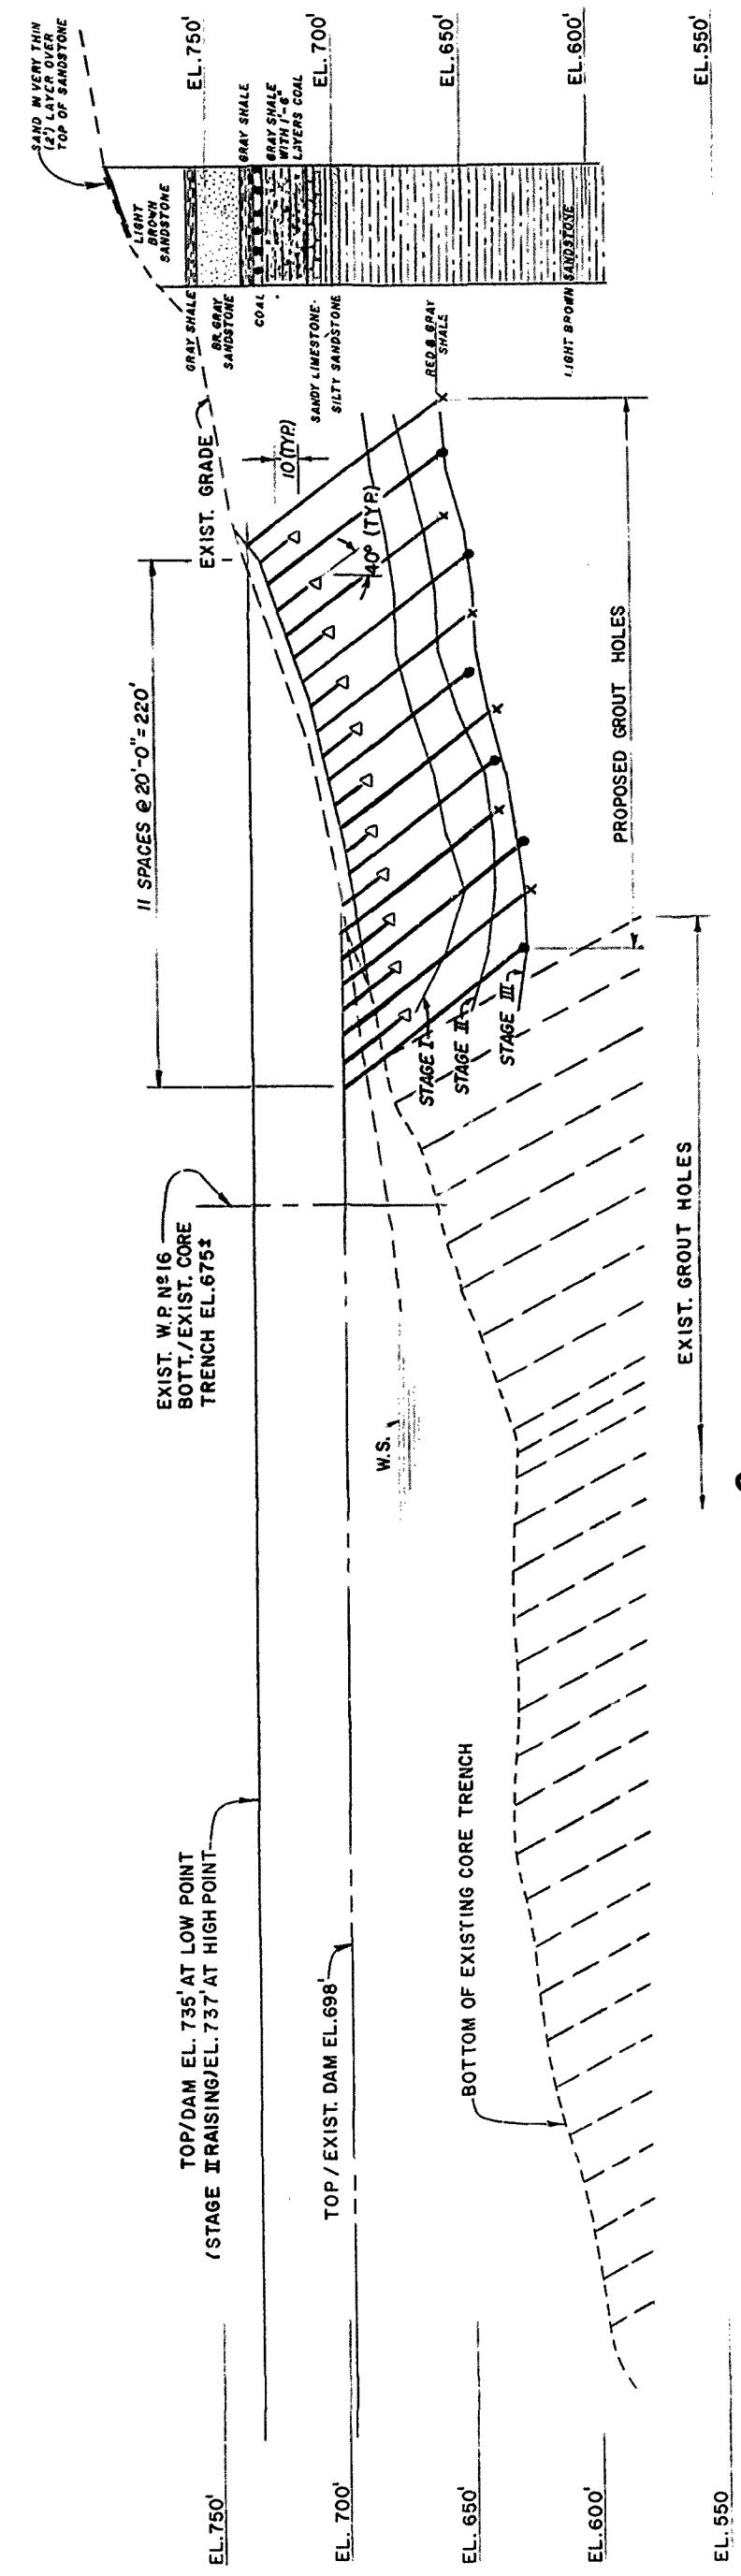 SAND IN VERY THIN
(2') LAYER OVER
TOP OF SANDSTONE
EL.750'
EL.700'
EL.650'
EL.600'
EL.550'
LIGHT
BROWN
SANDSTONE
GRAY SHALE
GRAY SHALE
WITH 1'-6"
LAYERS COAL
GRAY SHALE
BR. GRAY
SANDSTONE
COAL
SANDY LIMESTONE-
SILTY SANDSTONE
RED & GRAY
SHALE
LIGHT BROWN SANDSTONE
EXIST. GRADE
10'(TYP.)
40° (TYP.)
11 SPACES @ 20'-0"=220'
PROPOSED GROUT HOLES
STAGE I
STAGE II
STAGE III
EXIST. W.P. Nº 16
BOTT./EXIST. CORE
TRENCH EL.675±
W.S.
EXIST. GROUT HOLES
TOP/DAM EL. 735' AT LOW POINT
(STAGE II RAISING) EL.737' AT HIGH POINT
TOP / EXIST. DAM EL.698'
BOTTOM OF EXISTING CORE TRENCH
EL.750'
EL. 700'
EL. 650'
EL.600'
EL. 550